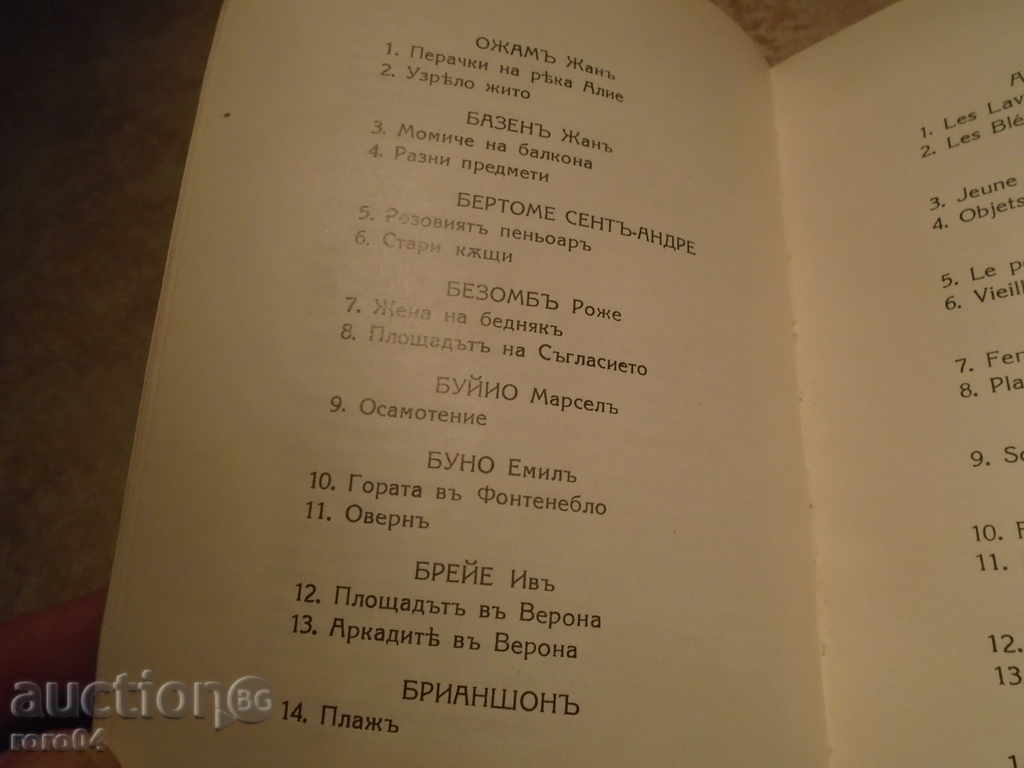 ОЖАМЪ Жанъ
1. Перачки на рѣка Алие
2. Узрѣло жито
БАЗЕНЪ Жанъ
3. Момиче на балкона
4. Разни предмети
БЕРТОМЕ СЕНТЪ-АНДРЕ
5. Розовиятъ пеньоаръ
6. Стари кѫщи
БЕЗОМБЪ Роже
7. Жена на беднякъ
8. Площадътъ на Съгласието
БУЙИО Марселъ
9. Осамотение
БУНО Емилъ
10. Гората въ Фонтенебло
11. Овернъ
БРЕЙЕ Ивъ
12. Площадътъ въ Верона
13. Аркадитѣ въ Верона
БРИАНШОНЪ
14. Плажъ
1. Les Lav
2. Les Blé
3. Jeune
4. Objets
5. Le p
6. Vieill
7. Fer
8. Pla
9. So
10. F
11.
12.
13.
1
auction BG
roro04